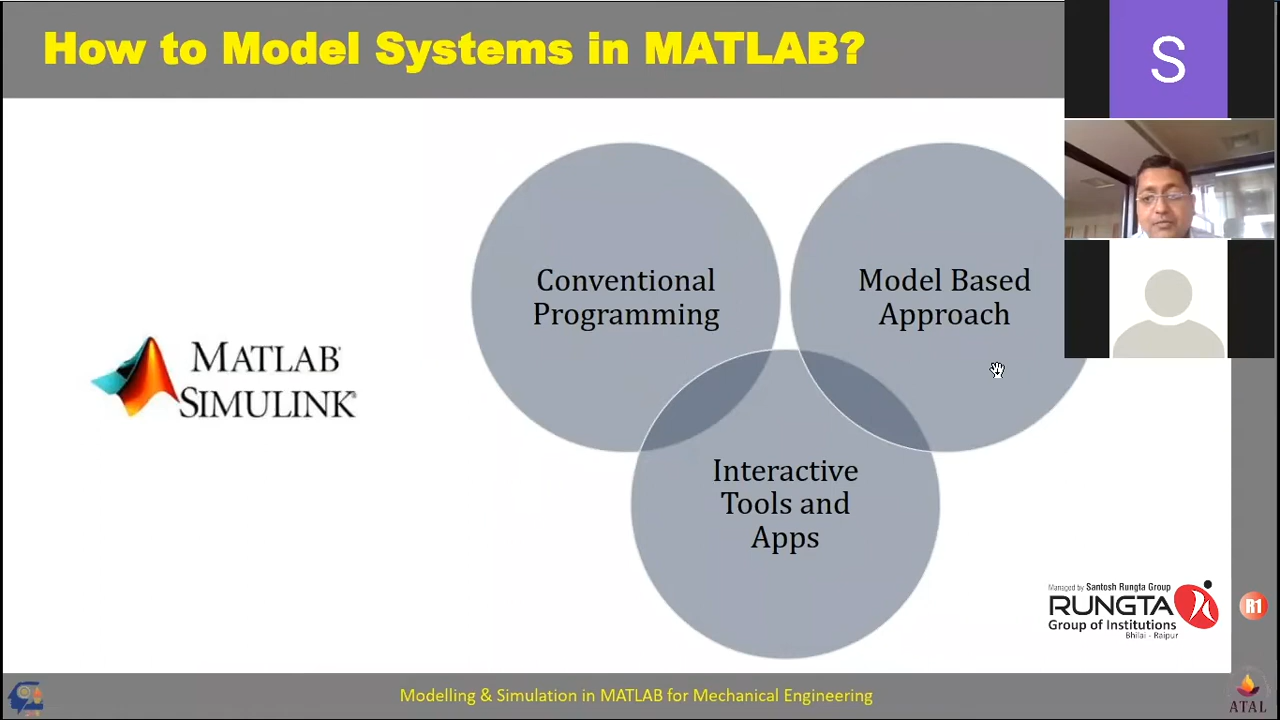 How to Model Systems in MATLAB?
S
Conventional
Programming
Model Based
Approach
MATLAB
SIMULINK®
Interactive
Tools and
Apps
Managed by Santosh Rungta Group
RUNGTA
Group of Institutions
Bhilai - Raipur
R1
Modelling & Simulation in MATLAB for Mechanical Engineering
ATAL